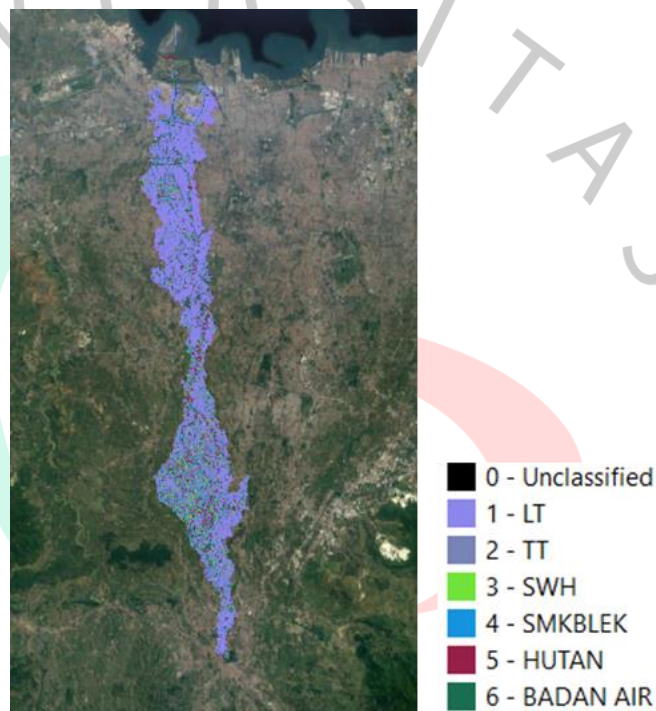 0 - Unclassified
1 - LT
2 - TT
3 - SWH
4 - SMKBLEK
5 - HUTAN
6 - BADAN AIR